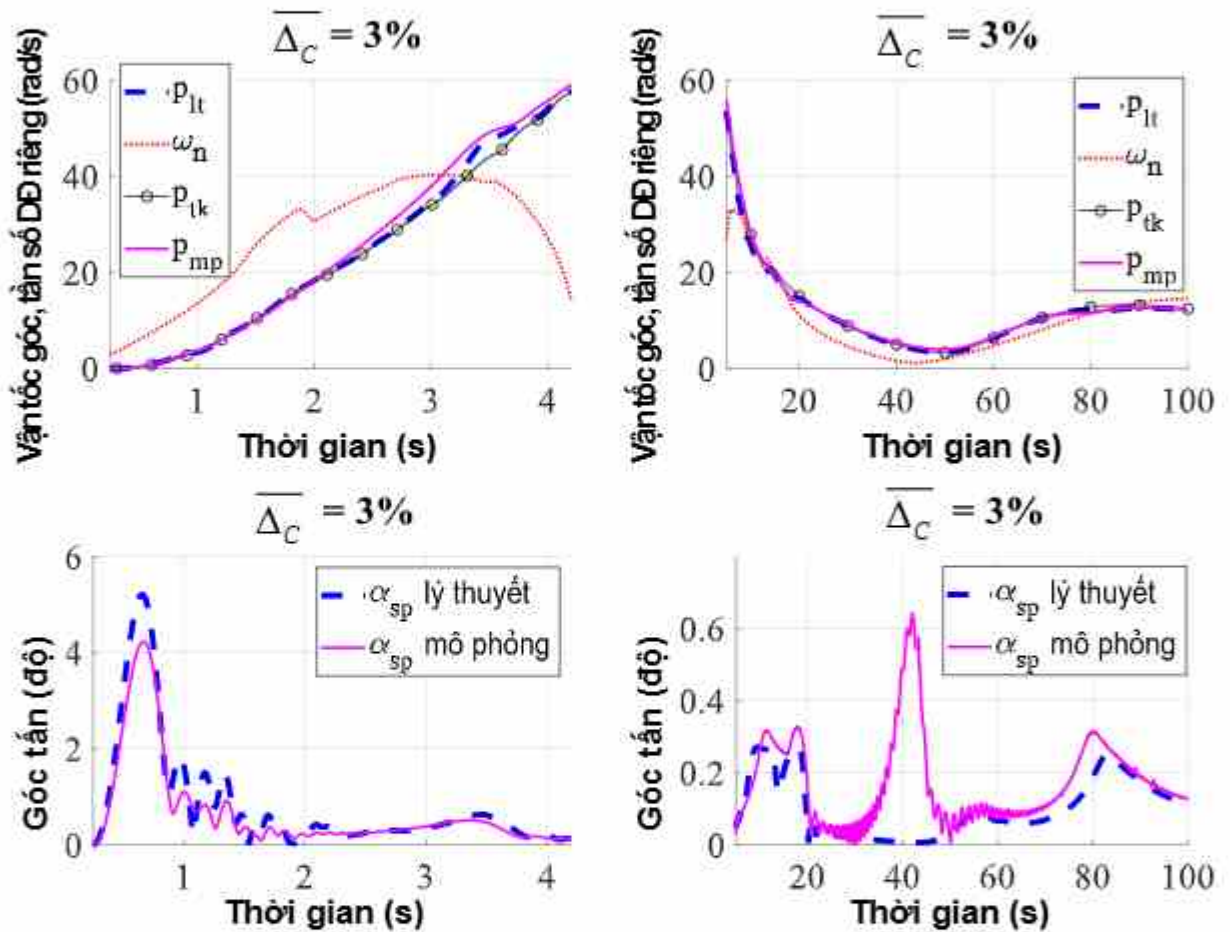 Δ_C = 3%
Vận tốc góc, tần số DĐ riêng (rad/s)
60
40
20
0
p_lt
ω_n
p_tk
p_mp
1
2
3
4
Thời gian (s)
Δ_C = 3%
Vận tốc góc, tần số DĐ riêng (rad/s)
60
40
20
0
p_lt
ω_n
p_tk
p_mp
20
40
60
80
100
Thời gian (s)
Δ_C = 3%
Góc tấn (độ)
6
4
2
0
α_sp lý thuyết
α_sp mô phỏng
1
2
3
4
Thời gian (s)
Δ_C = 3%
Góc tấn (độ)
0.6
0.4
0.2
0
α_sp lý thuyết
α_sp mô phỏng
20
40
60
80
100
Thời gian (s)